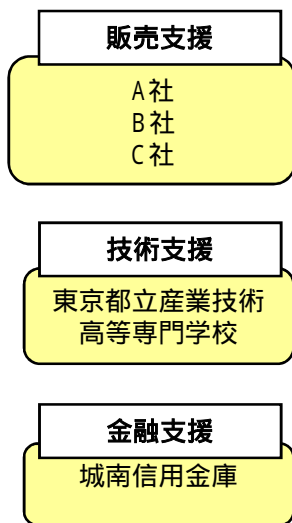 販売支援
A社
B社
C社
技術支援
東京都立産業技術
高等専門学校
金融支援
城南信用金庫